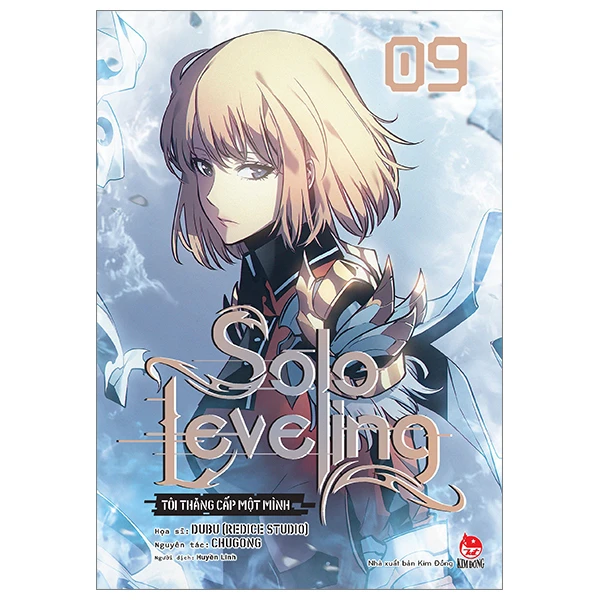 09
Solo
Leveling
TÔI THĂNG CẤP MỘT MÌNH
Họa sĩ: DUBU (REDICE STUDIO)
Nguyên tác: CHUGONG
Người dịch: Huyền Linh
Nhà xuất bản Kim Đồng
KIM ĐỒNG